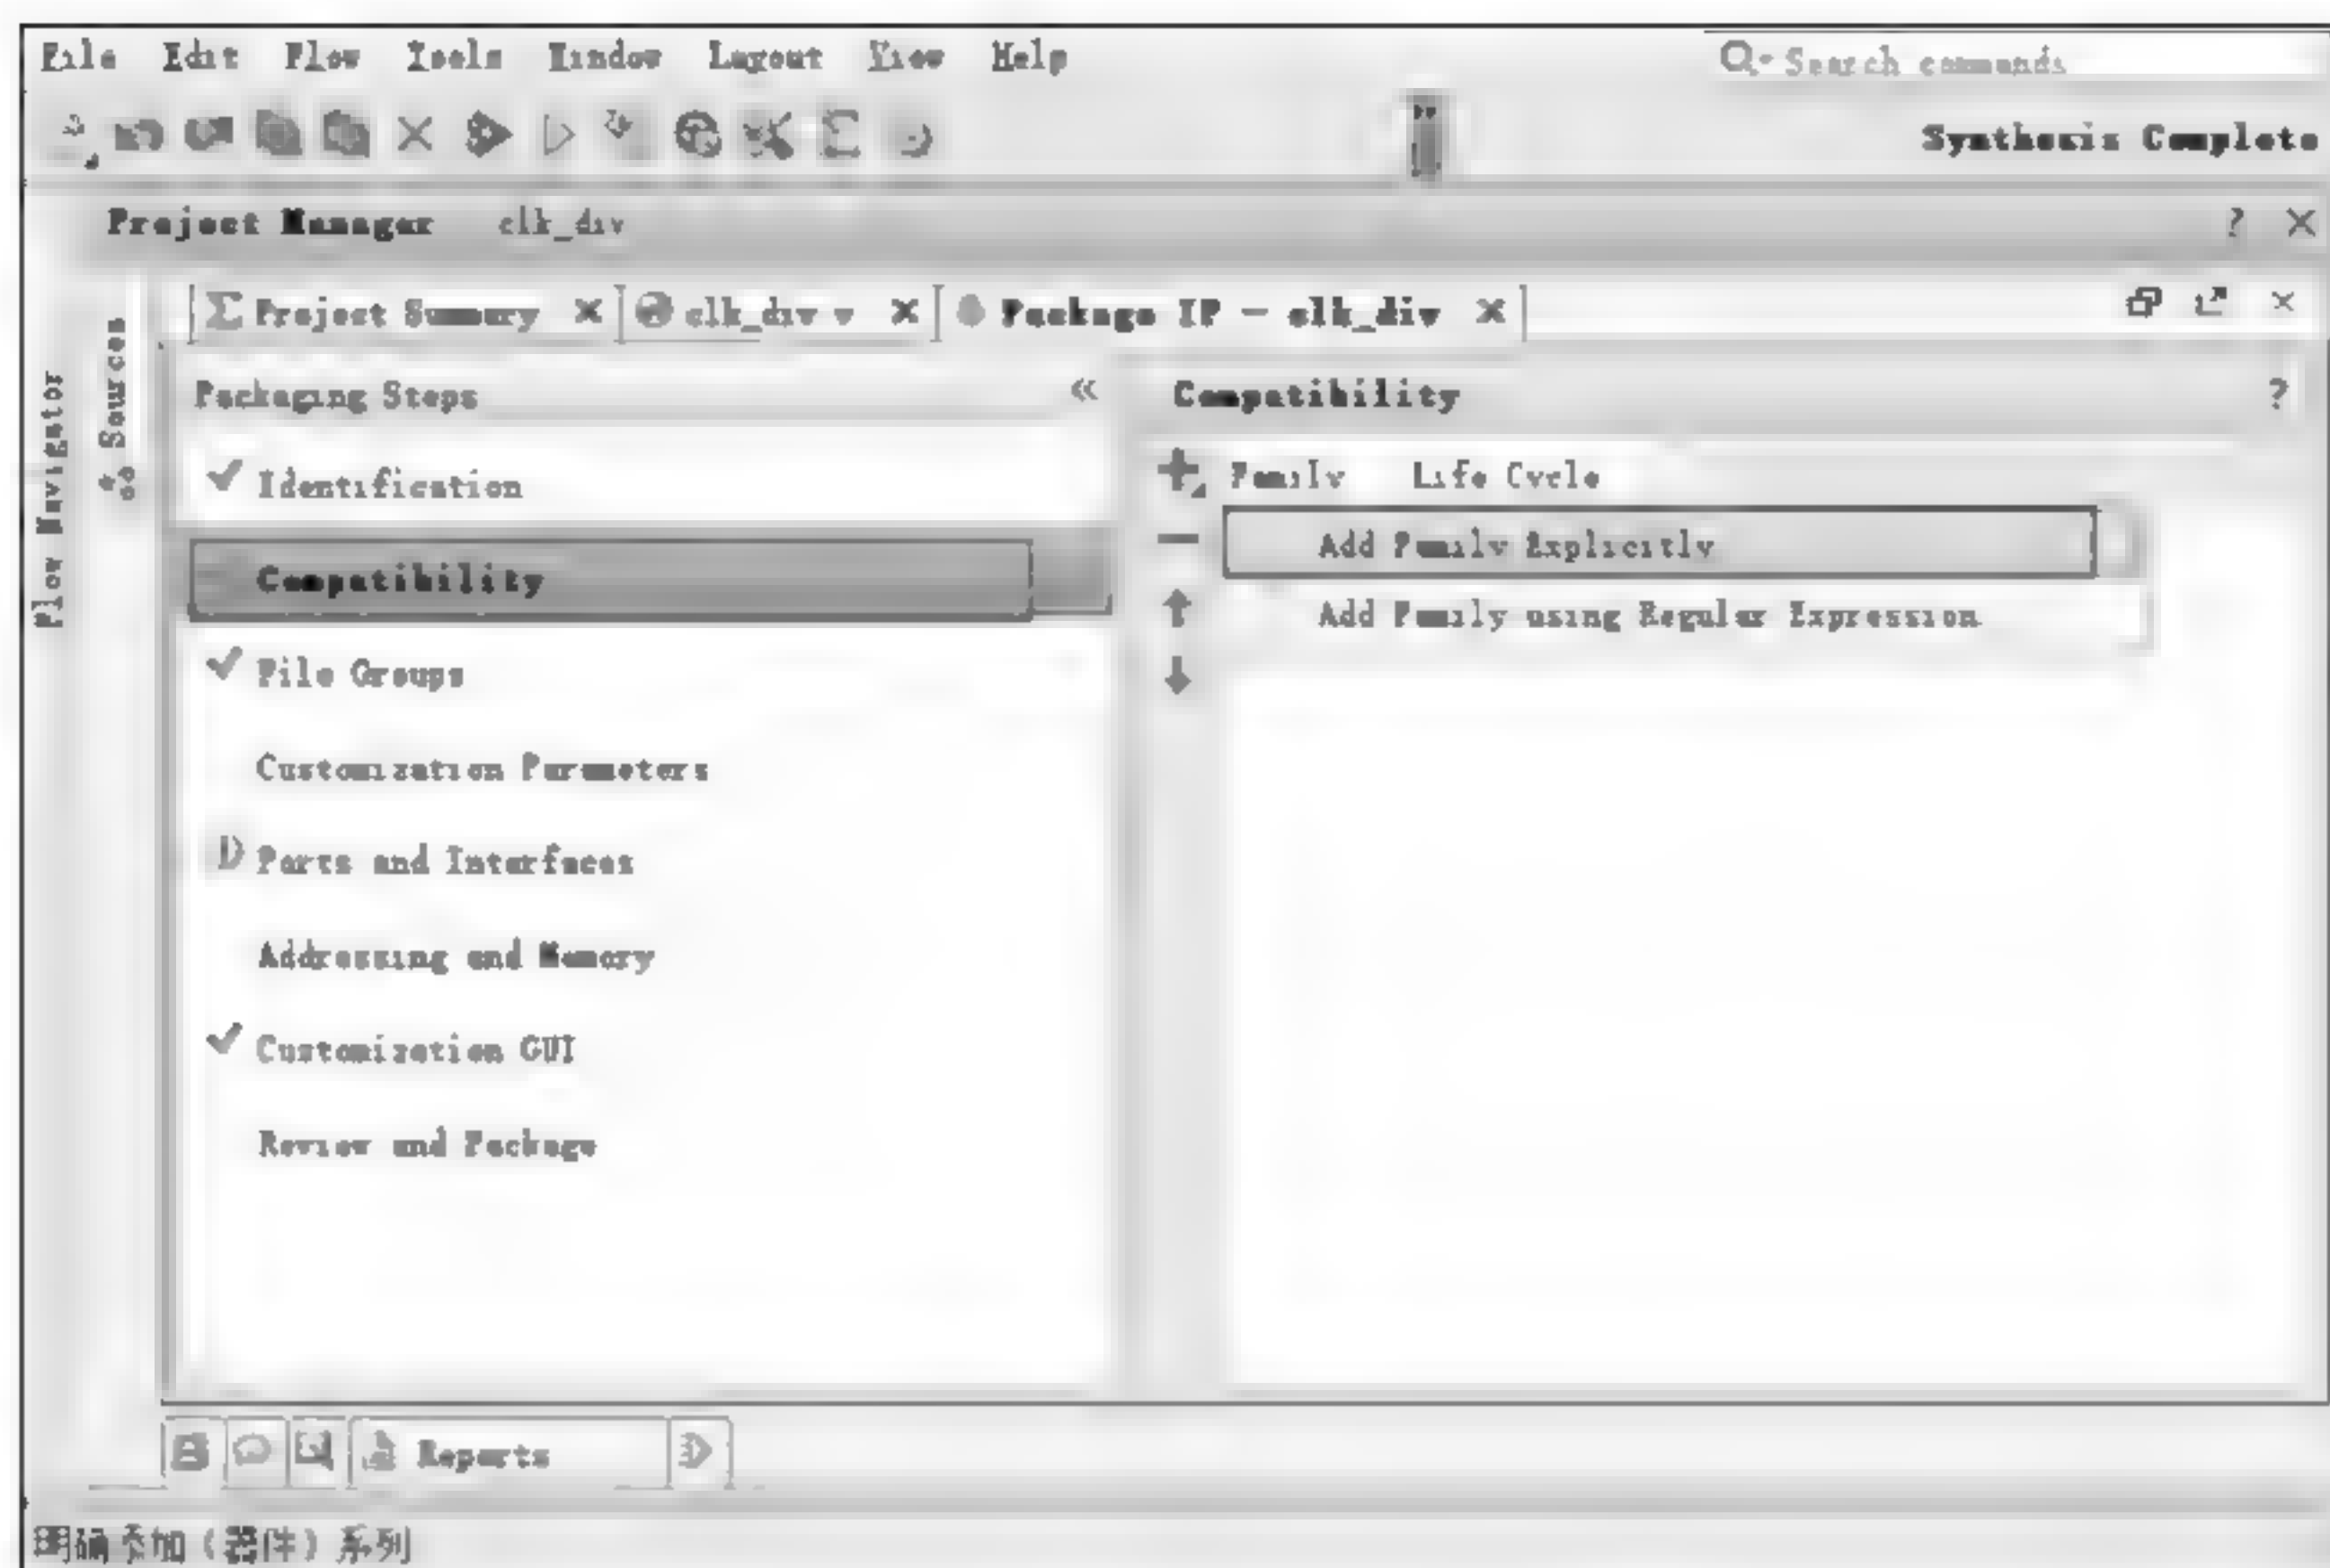 File Edit Flow Tools Window Layout View Help
Search commands
Synthesis Complete
Project Manager clk_div
Flow Navigator
Sources
Project Summary clk_div v Package IP - clk_div
Packaging Steps
Identification
Compatibility
File Groups
Customization Parameters
Ports and Interfaces
Addressing and Memory
Customization GUI
Review and Package
Compatibility
Family Life Cycle
Add Family Explicitly
Add Family using Regular Expression
Reports
明确添加(器件)系列